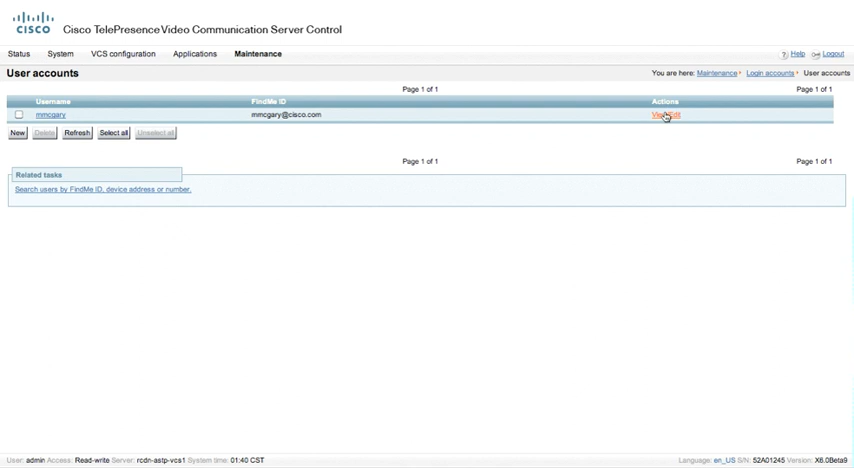 CISCO
Cisco TelePresence Video Communication Server Control
Status System VCS configuration Applications Maintenance Help Logout
User accounts You are here: Maintenance Login accounts User accounts
Page 1 of 1 Page 1 of 1
Username FindMe ID Actions
mmcgary mmcgary@cisco.com View/Edit
New Delete Refresh Select all Unselect all
Page 1 of 1 Page 1 of 1
Related tasks
Search users by FindMe ID, device address or number.
User: admin Access: Read-write Server: rcdn-astp-vcs1 System time: 01:40 CST Language: en_US S/N: 52A01245 Version: X6.0Beta9